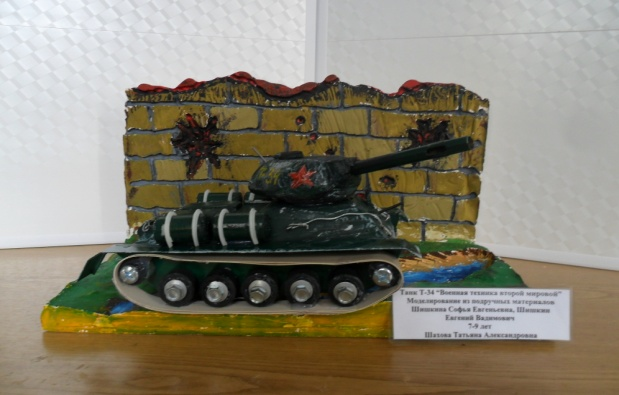 Танк Т-34 “Военная техника второй мировой”
Моделирование из подручных материалов
Шишкина Софья Евгеньевна, Шишкин
Евгений Вадимович
7-9 лет
Шахова Татьяна Александровна